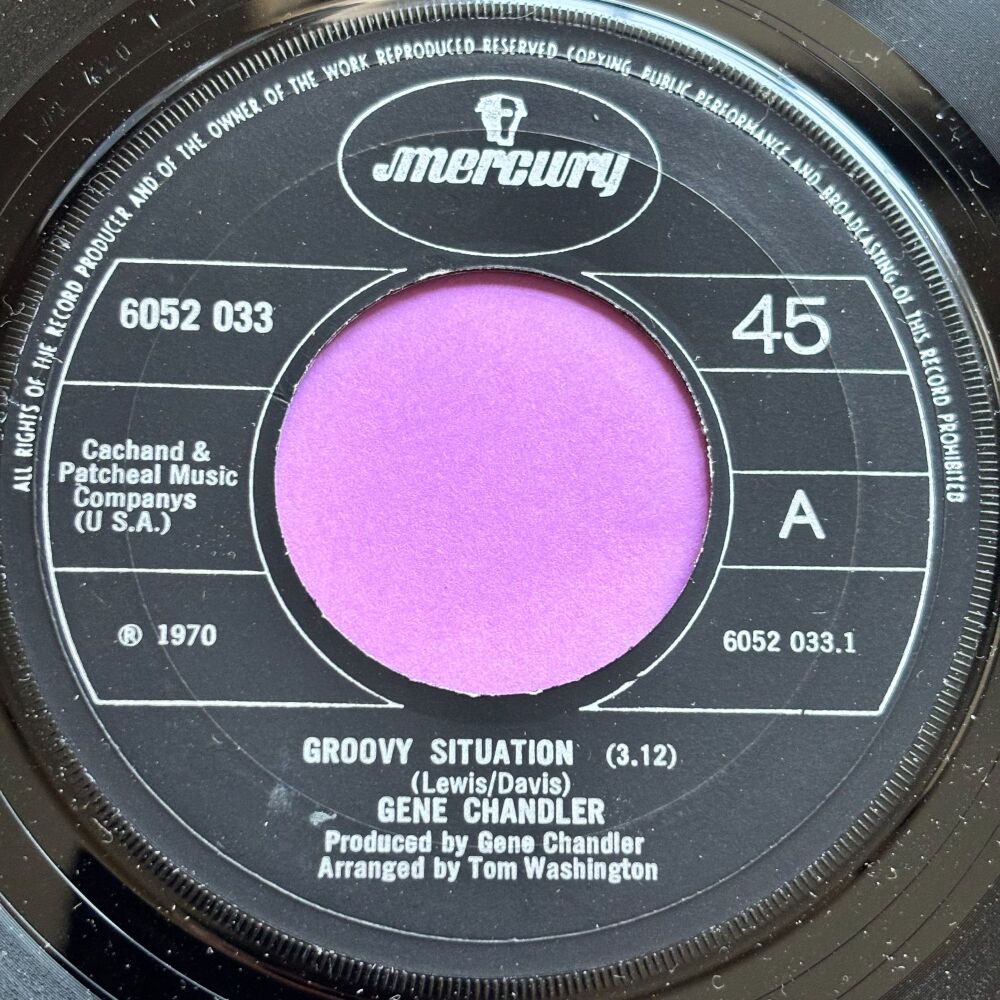 ALL RIGHTS OF THE RECORD PRODUCER AND OF THE OWNER OF THE WORK REPRODUCED RESERVED COPYING PUBLIC PERFORMANCE AND BROADCASTING OF THIS RECORD PROHIBITED
mercury
6052 033
45
Cachand &
Patcheal Music
Companys
(U S.A.)
A
® 1970
6052 033.1
GROOVY SITUATION (3.12)
(Lewis/Davis)
GENE CHANDLER
Produced by Gene Chandler
Arranged by Tom Washington